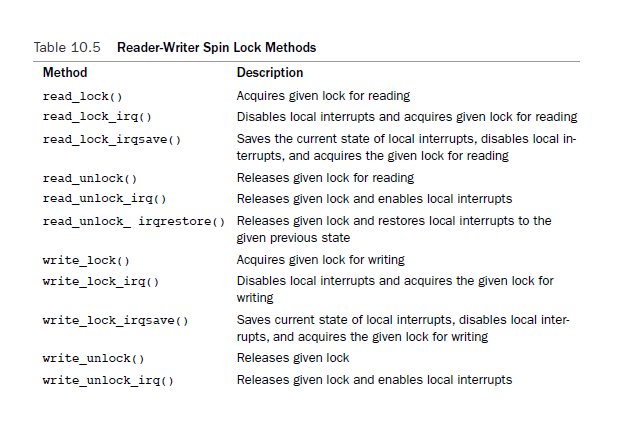 Table 10.5 Reader-Writer Spin Lock Methods
Method Description
read_lock() Acquires given lock for reading
read_lock_irq() Disables local interrupts and acquires given lock for reading
read_lock_irqsave() Saves the current state of local interrupts, disables local in-
terrupts, and acquires the given lock for reading
read_unlock() Releases given lock for reading
read_unlock_irq() Releases given lock and enables local interrupts
read_unlock_ irqrestore() Releases given lock and restores local interrupts to the
given previous state
write_lock() Acquires given lock for writing
write_lock_irq() Disables local interrupts and acquires the given lock for
writing
write_lock_irqsave() Saves current state of local interrupts, disables local inter-
rupts, and acquires the given lock for writing
write_unlock() Releases given lock
write_unlock_irq() Releases given lock and enables local interrupts